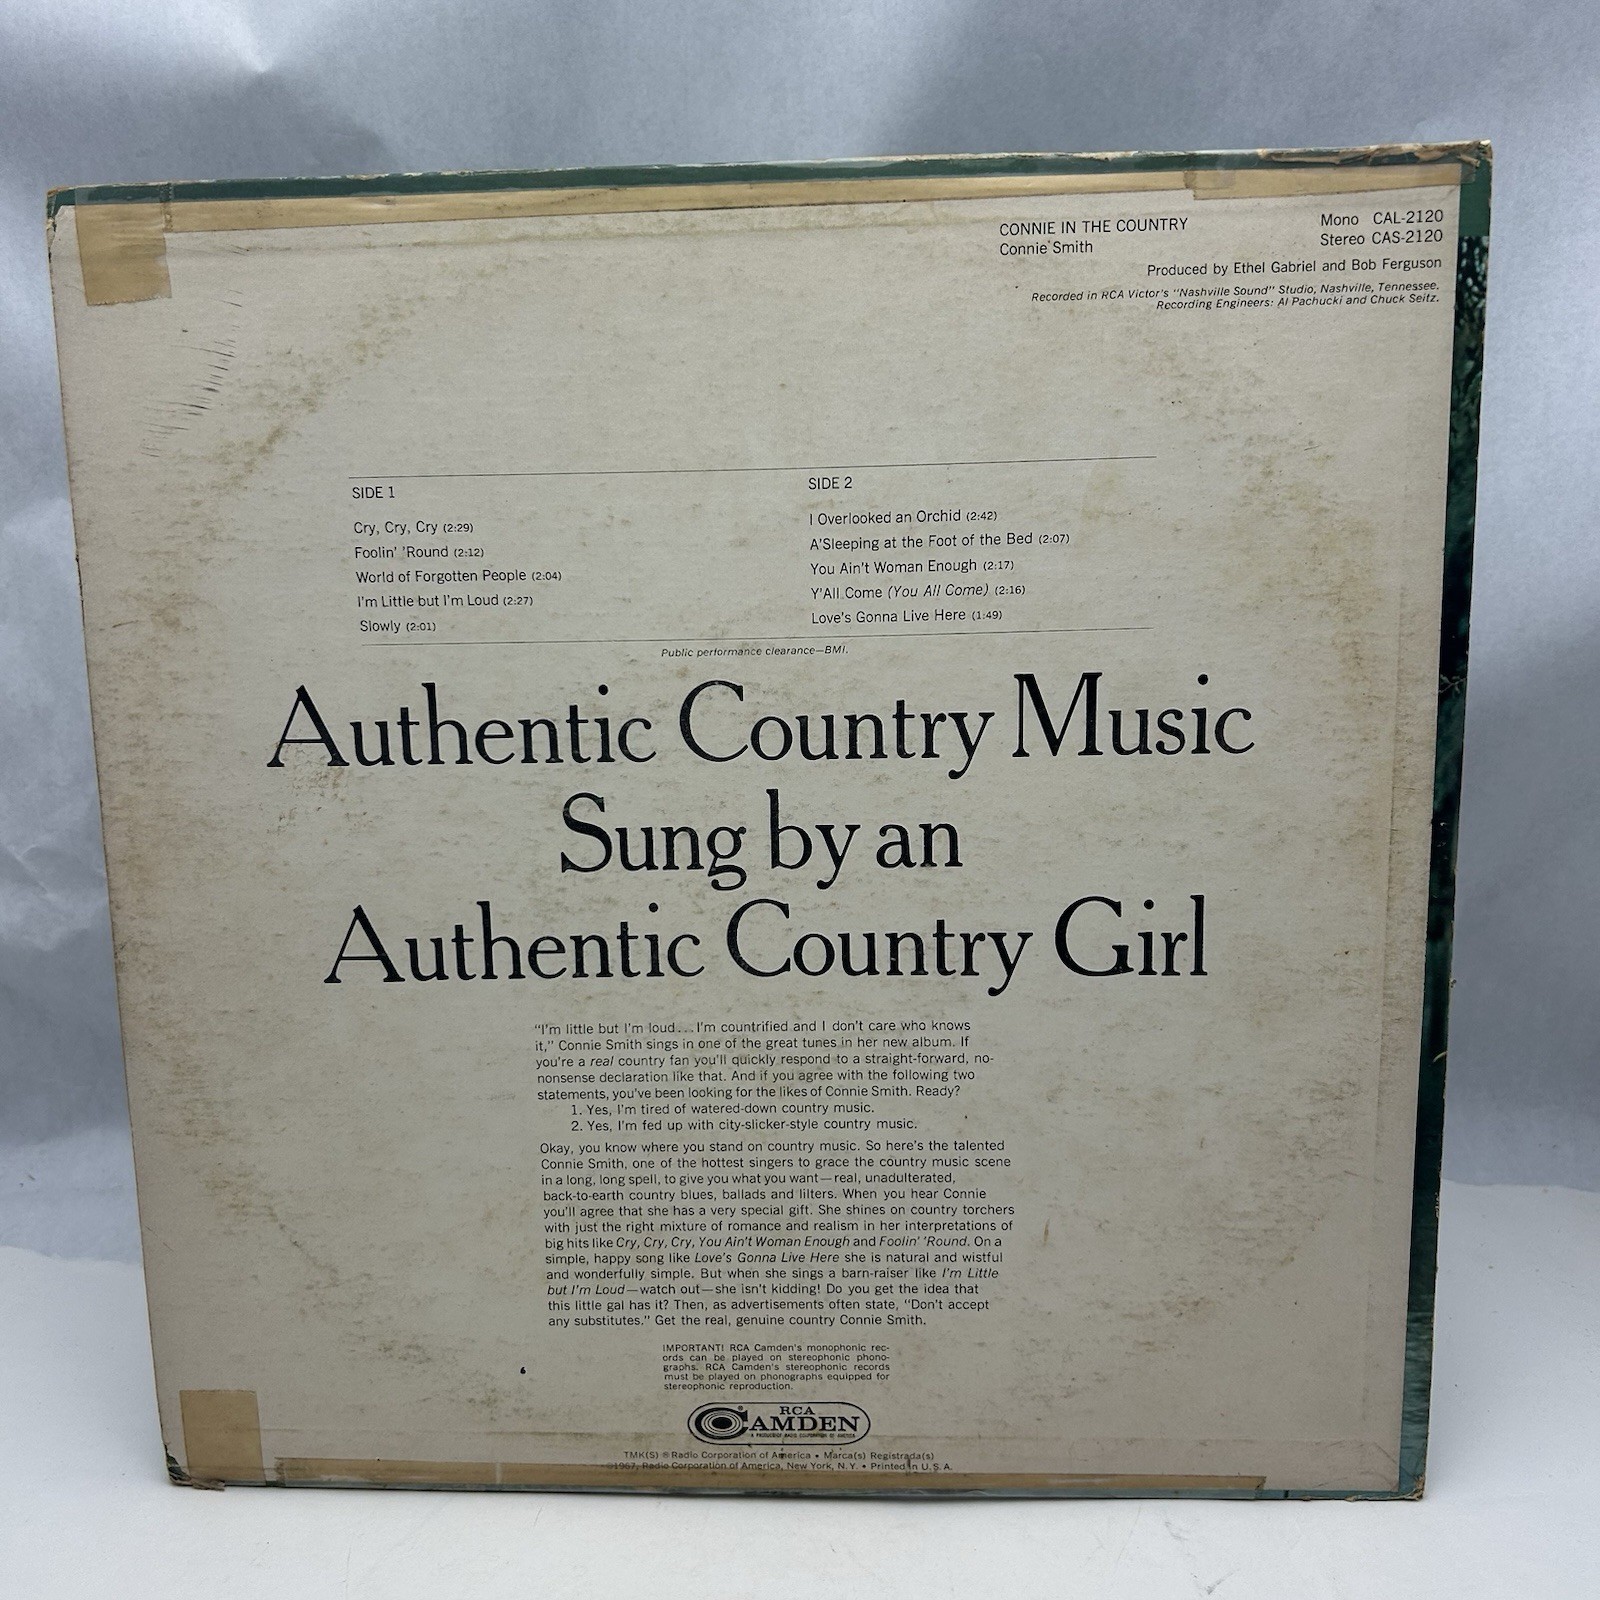 CONNIE IN THE COUNTRY
Connie Smith
Mono CAL-2120
Stereo CAS-2120
Produced by Ethel Gabriel and Bob Ferguson
Recorded in RCA Victor's "Nashville Sound" Studio, Nashville, Tennessee.
Recording Engineers: Al Pachucki and Chuck Seitz.
SIDE 1
Cry, Cry, Cry (2:29)
Foolin' 'Round (2:12)
World of Forgotten People (2:04)
I'm Little but I'm Loud (2:27)
Slowly (2:01)
SIDE 2
I Overlooked an Orchid (2:42)
A'Sleeping at the Foot of the Bed (2:07)
You Ain't Woman Enough (2:17)
Y'All Come (You All Come) (2:16)
Love's Gonna Live Here (1:49)
Public performance clearance—BMI.
Authentic Country Music
Sung by an
Authentic Country Girl
"I'm little but I'm loud...I'm countrified and I don't care who knows
it," Connie Smith sings in one of the great tunes in her new album. If
you're a real country fan you'll quickly respond to a straight-forward, no-
nonsense declaration like that. And if you agree with the following two
statements, you've been looking for the likes of Connie Smith. Ready?
1. Yes, I'm tired of watered-down country music.
2. Yes, I'm fed up with city-slicker-style country music.
Okay, you know where you stand on country music. So here's the talented
Connie Smith, one of the hottest singers to grace the country music scene
in a long, long spell, to give you what you want—real, unadulterated,
back-to-earth country blues, ballads and lilters. When you hear Connie
you'll agree that she has a very special gift. She shines on country torchers
with just the right mixture of romance and realism in her interpretations of
big hits like Cry, Cry, Cry, You Ain't Woman Enough and Foolin' 'Round. On a
simple, happy song like Love's Gonna Live Here she is natural and wistful
and wonderfully simple. But when she sings a barn-raiser like I'm Little
but I'm Loud—watch out—she isn't kidding! Do you get the idea that
this little gal has it? Then, as advertisements often state, "Don't accept
any substitutes." Get the real, genuine country Connie Smith.
IMPORTANT! RCA Camden's monophonic rec-
ords can be played on stereophonic phono-
graphs. RCA Camden's stereophonic records
must be played on phonographs equipped for
stereophonic reproduction.
6
RCA
CAMDEN
A PRODUCT OF RADIO CORPORATION OF AMERICA
TMK(S) ® Radio Corporation of America • Marca(s) Registrada(s)
©1967, Radio Corporation of America, New York, N.Y. • Printed in U.S.A.